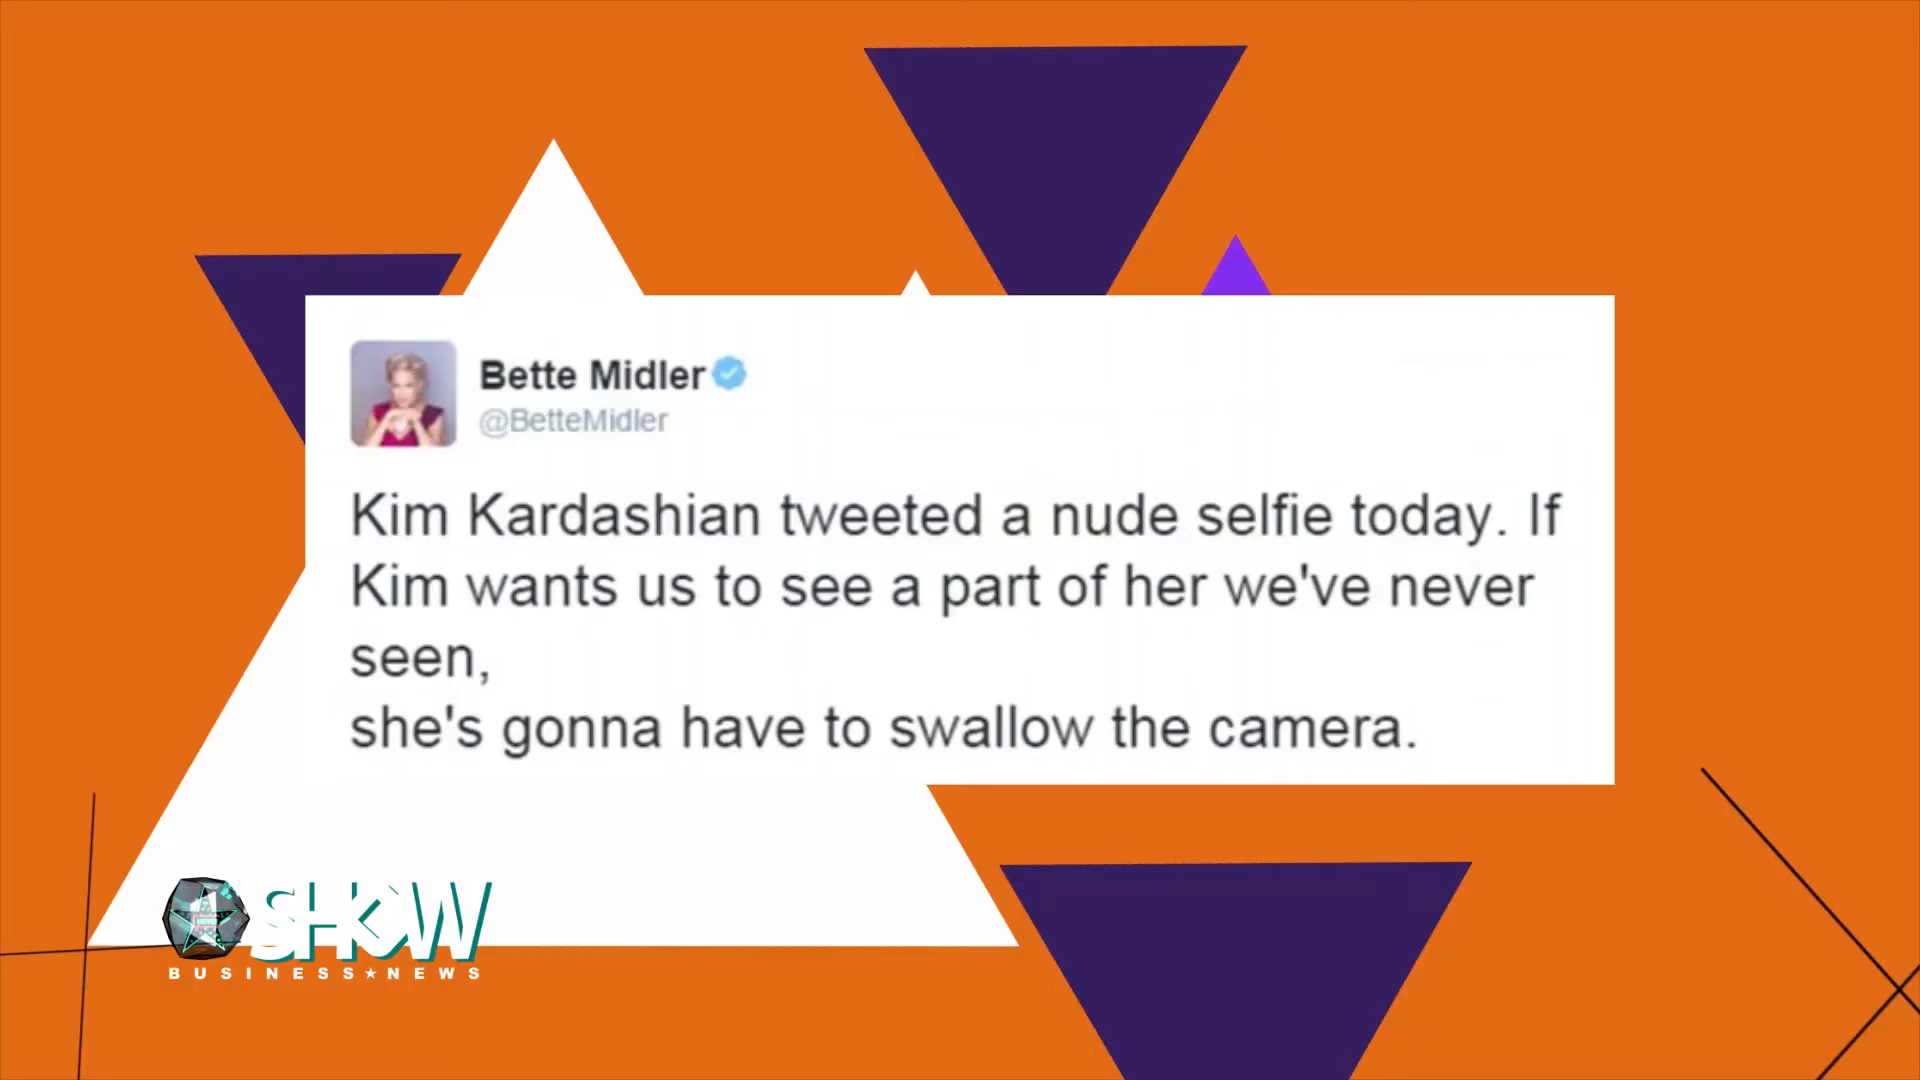 Bette Midler
@BetteMidler
Kim Kardashian tweeted a nude selfie today. If
Kim wants us to see a part of her we've never
seen,
she's gonna have to swallow the camera.
SHOW
BUSINESS★NEWS